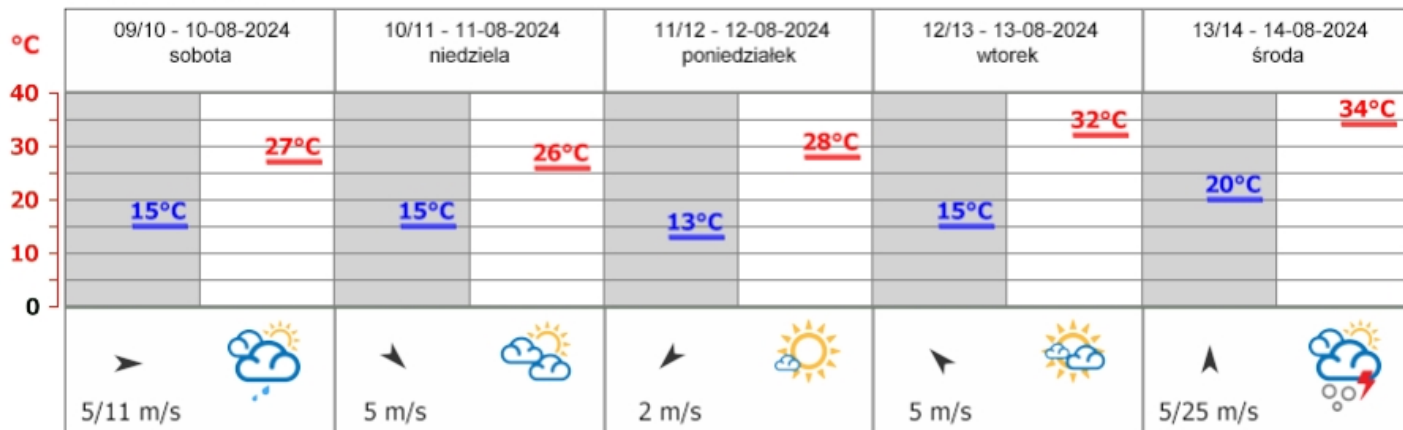 °C
09/10 - 10-08-2024
sobota
10/11 - 11-08-2024
niedziela
11/12 - 12-08-2024
poniedziałek
12/13 - 13-08-2024
wtorek
13/14 - 14-08-2024
środa
40
30
20
10
0
15°C
27°C
15°C
26°C
13°C
28°C
15°C
32°C
20°C
34°C
5/11 m/s
5 m/s
2 m/s
5 m/s
5/25 m/s